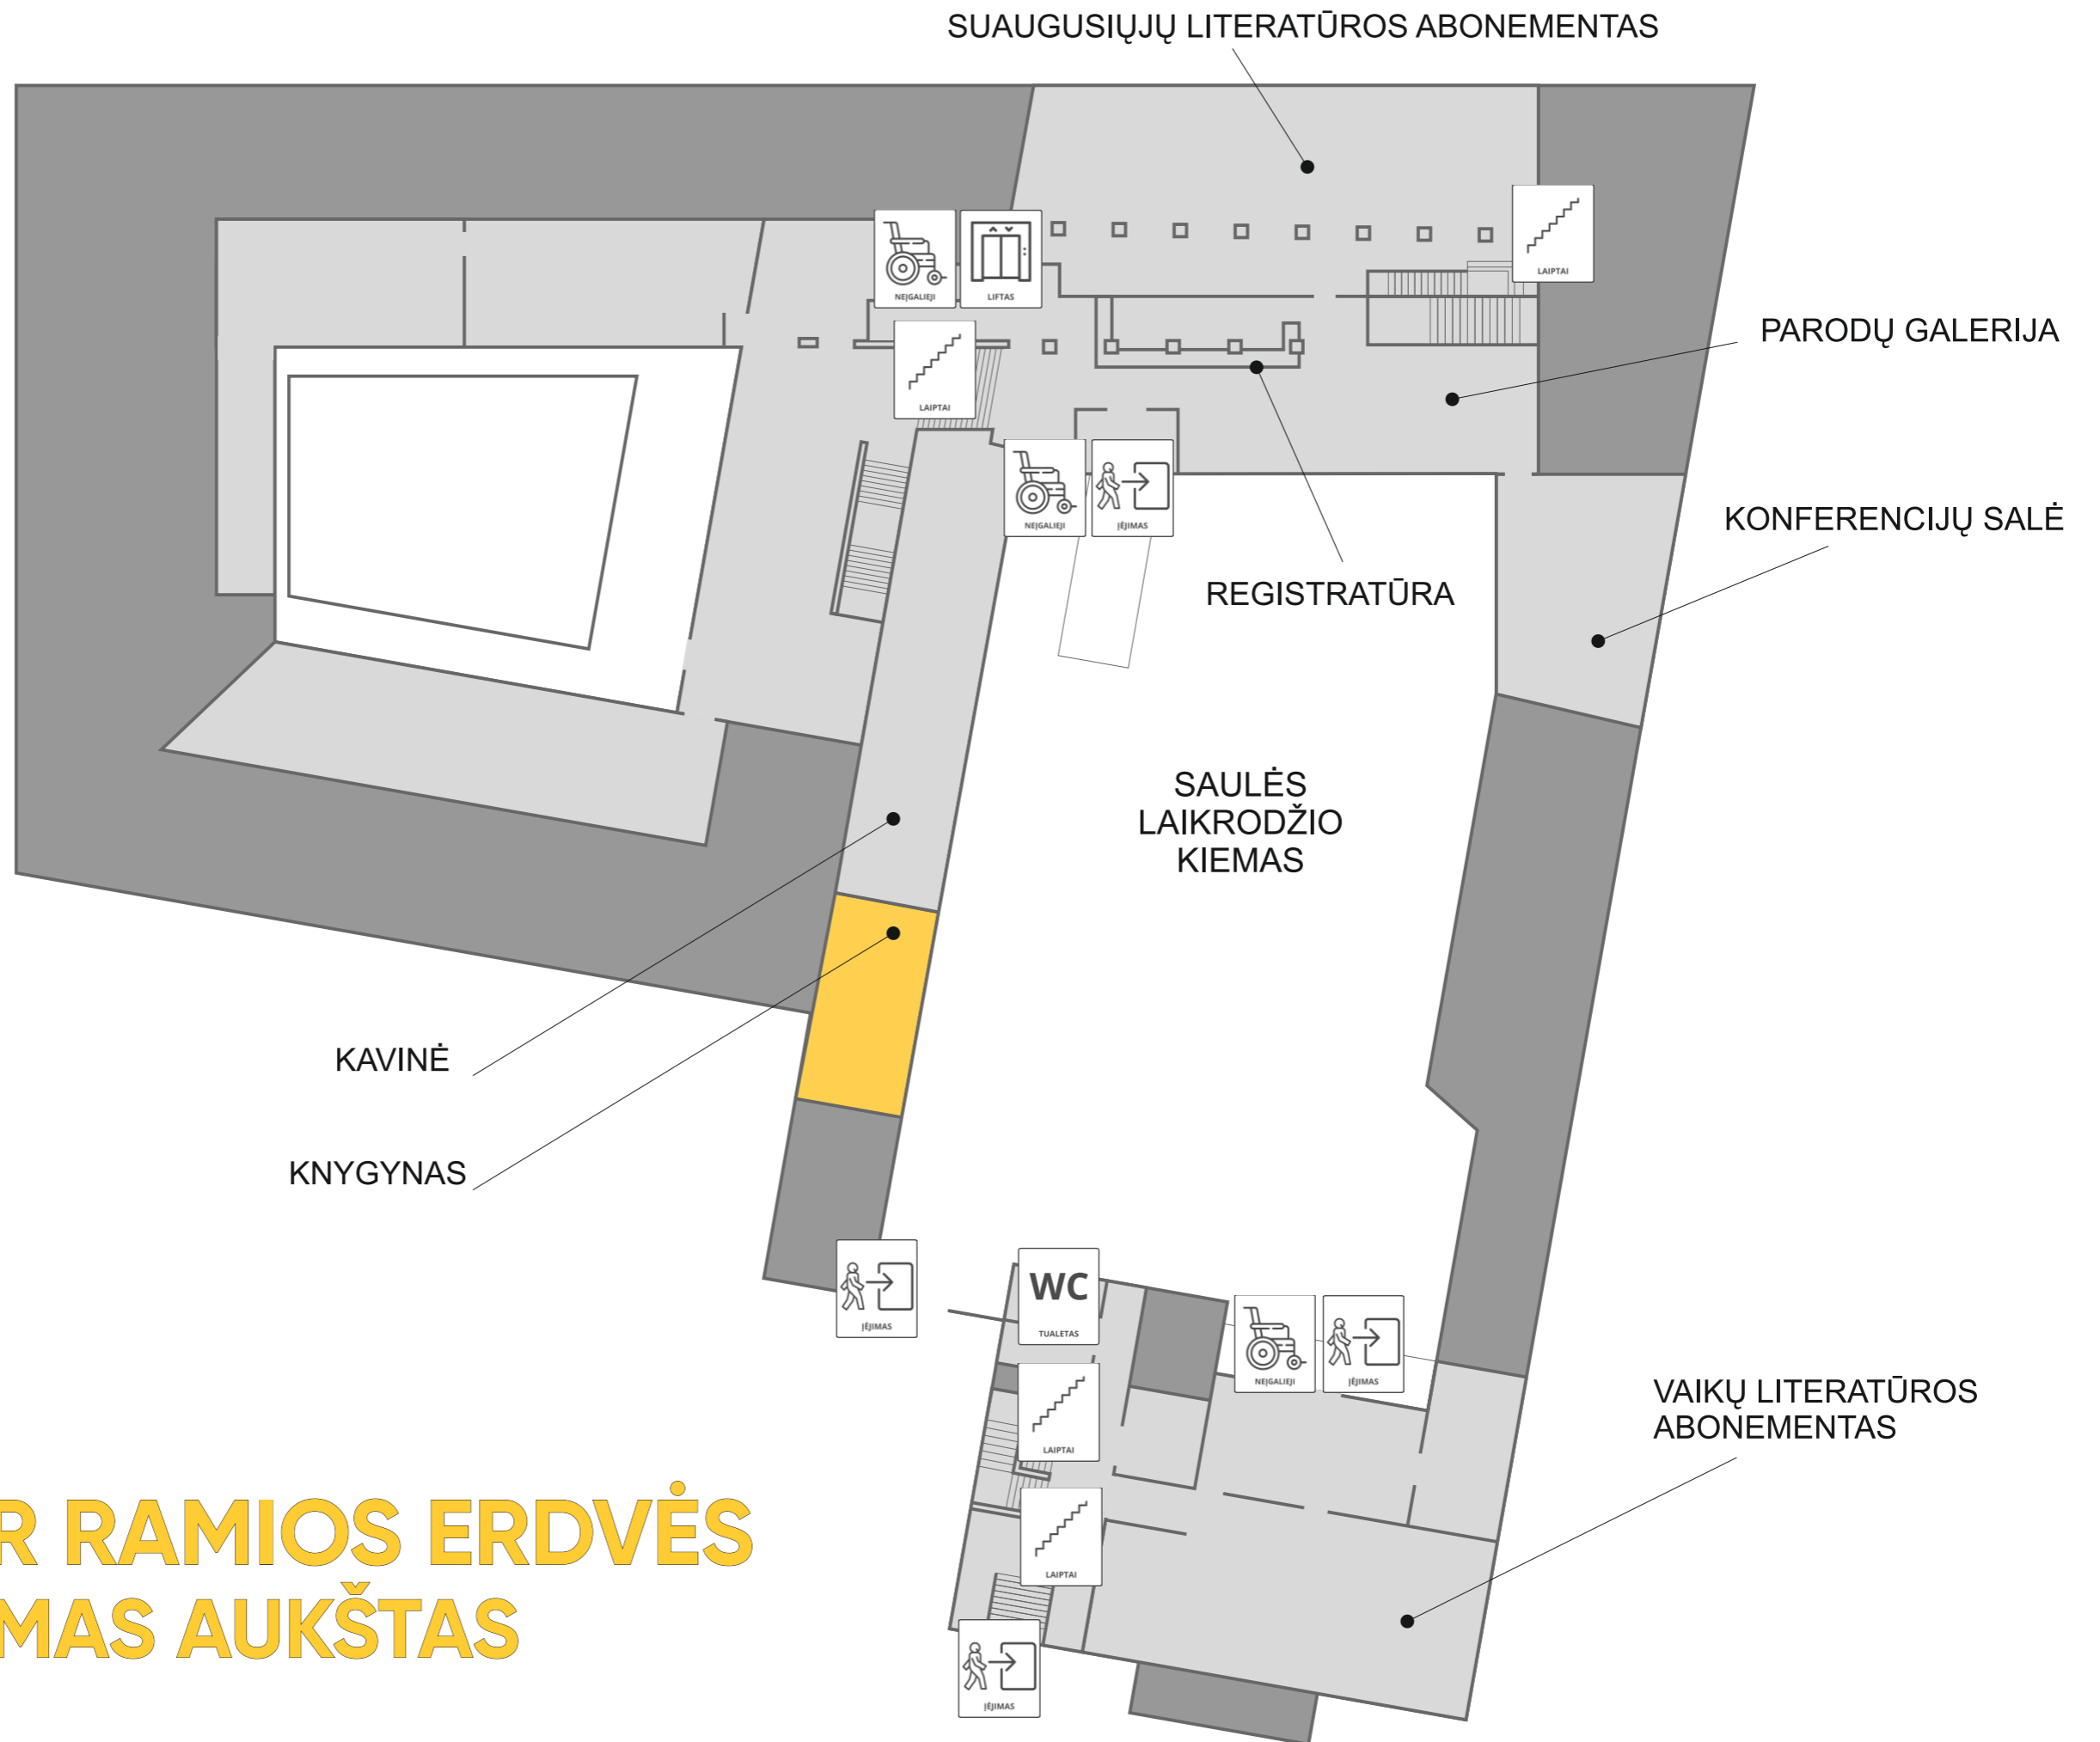 SUAUGUSIŲJŲ LITERATŪROS ABONEMENTAS
LAIPTAI
NEĮGALIEJI
LIFTAS
PARODŲ GALERIJA
LAIPTAI
KONFERENCIJŲ SALĖ
NEĮGALIEJI
ĮĖJIMAS
REGISTRATŪRA
SAULĖS
LAIKRODŽIO
KIEMAS
KAVINĖ
KNYGYNAS
ĮĖJIMAS
WC
TUALETAS
NEĮGALIEJI
ĮĖJIMAS
VAIKŲ LITERATŪROS
ABONEMENTAS
LAIPTAI
R RAMIOS ERDVĖS
MAS AUKŠTAS
LAIPTAI
ĮĖJIMAS